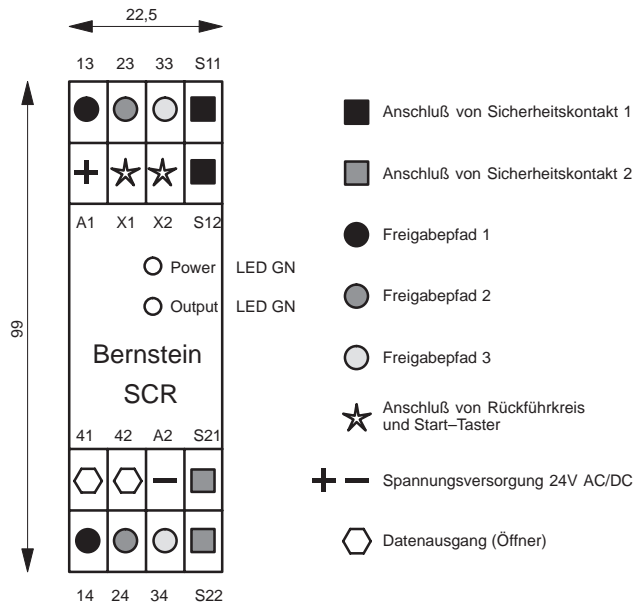 22,5
13 23 33 S11
A1 X1 X2 S12
Power LED GN
Output LED GN
99
Bernstein
SCR
41 42 A2 S21
14 24 34 S22
Anschluß von Sicherheitskontakt 1
Anschluß von Sicherheitskontakt 2
Freigabepfad 1
Freigabepfad 2
Freigabepfad 3
Anschluß von Rückführkreis
und Start–Taster
Spannungsversorgung 24V AC/DC
Datenausgang (Öffner)